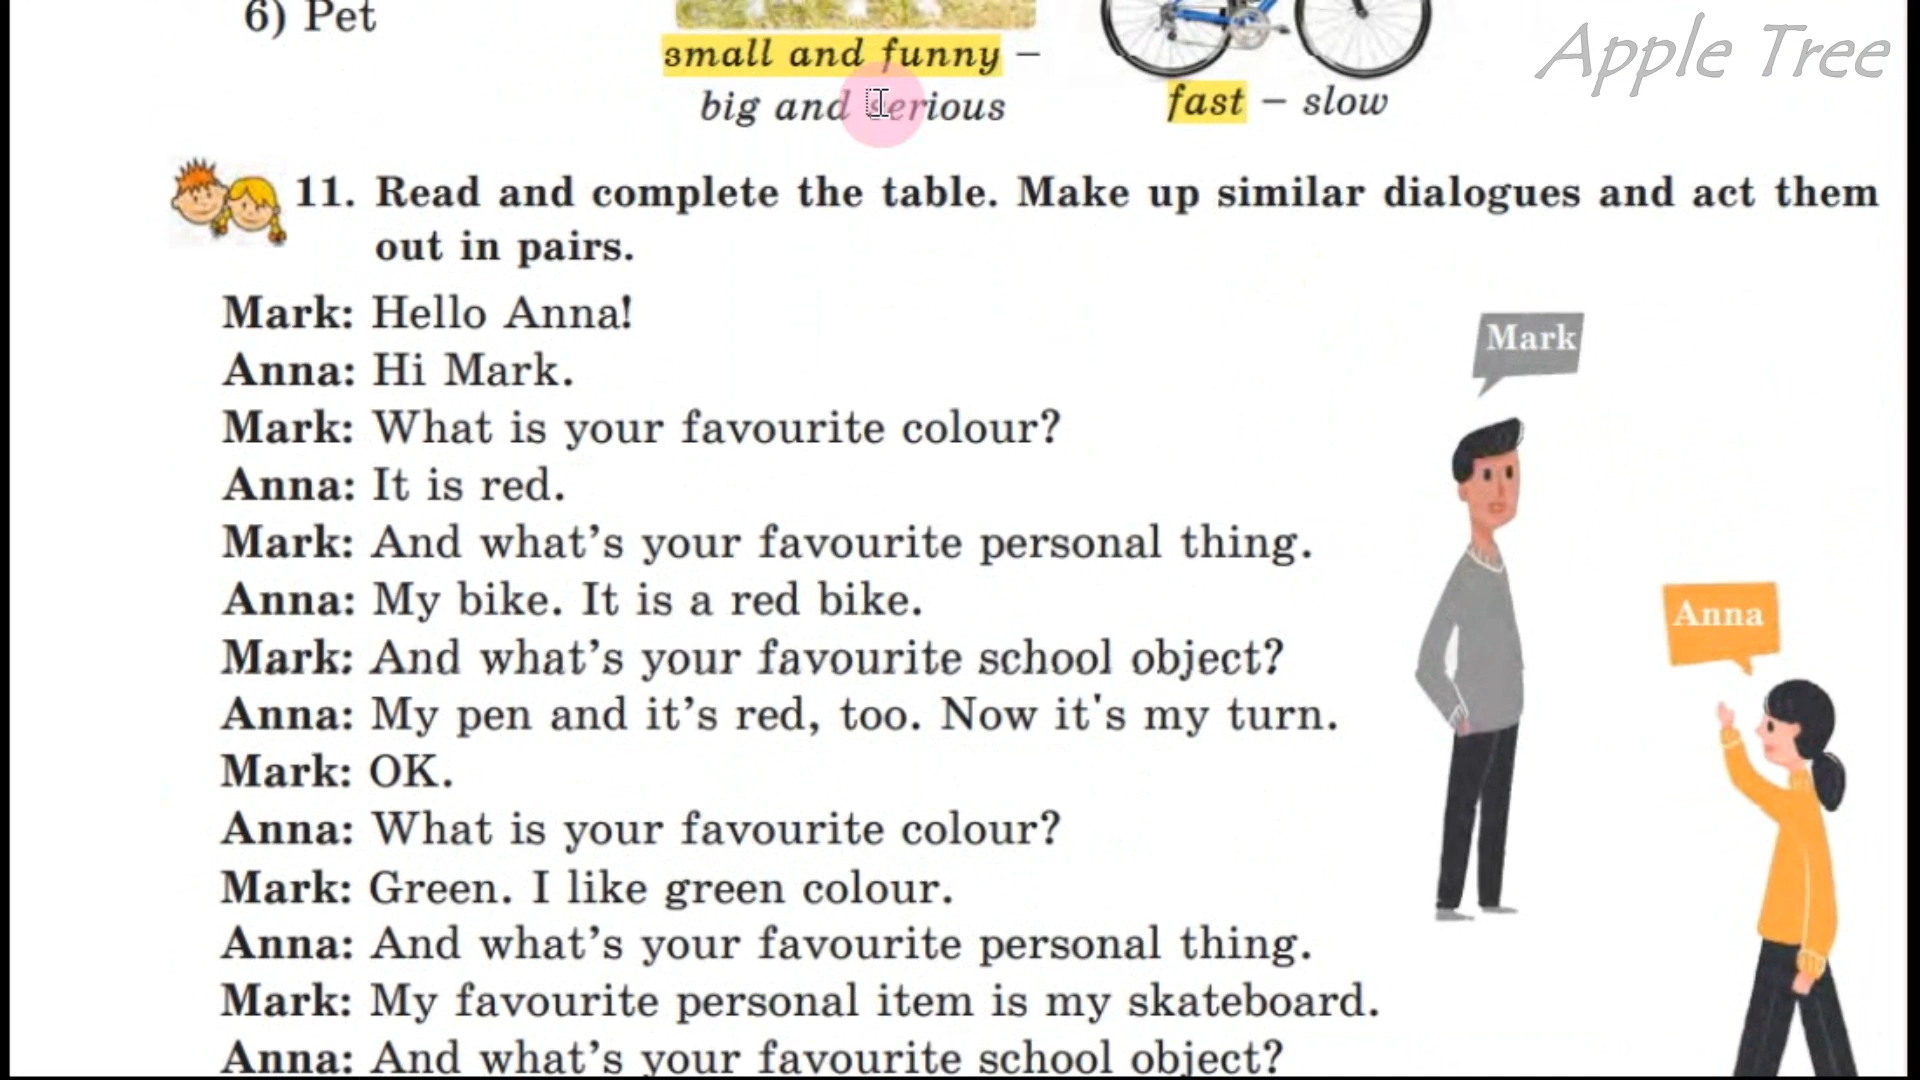 6) Pet
small and funny –
big and serious
fast – slow
Apple Tree
11. Read and complete the table. Make up similar dialogues and act them
out in pairs.
Mark: Hello Anna!
Anna: Hi Mark.
Mark: What is your favourite colour?
Anna: It is red.
Mark: And what’s your favourite personal thing.
Anna: My bike. It is a red bike.
Mark: And what’s your favourite school object?
Anna: My pen and it’s red, too. Now it's my turn.
Mark: OK.
Anna: What is your favourite colour?
Mark: Green. I like green colour.
Anna: And what’s your favourite personal thing.
Mark: My favourite personal item is my skateboard.
Anna: And what’s your favourite school object?
Mark
Anna